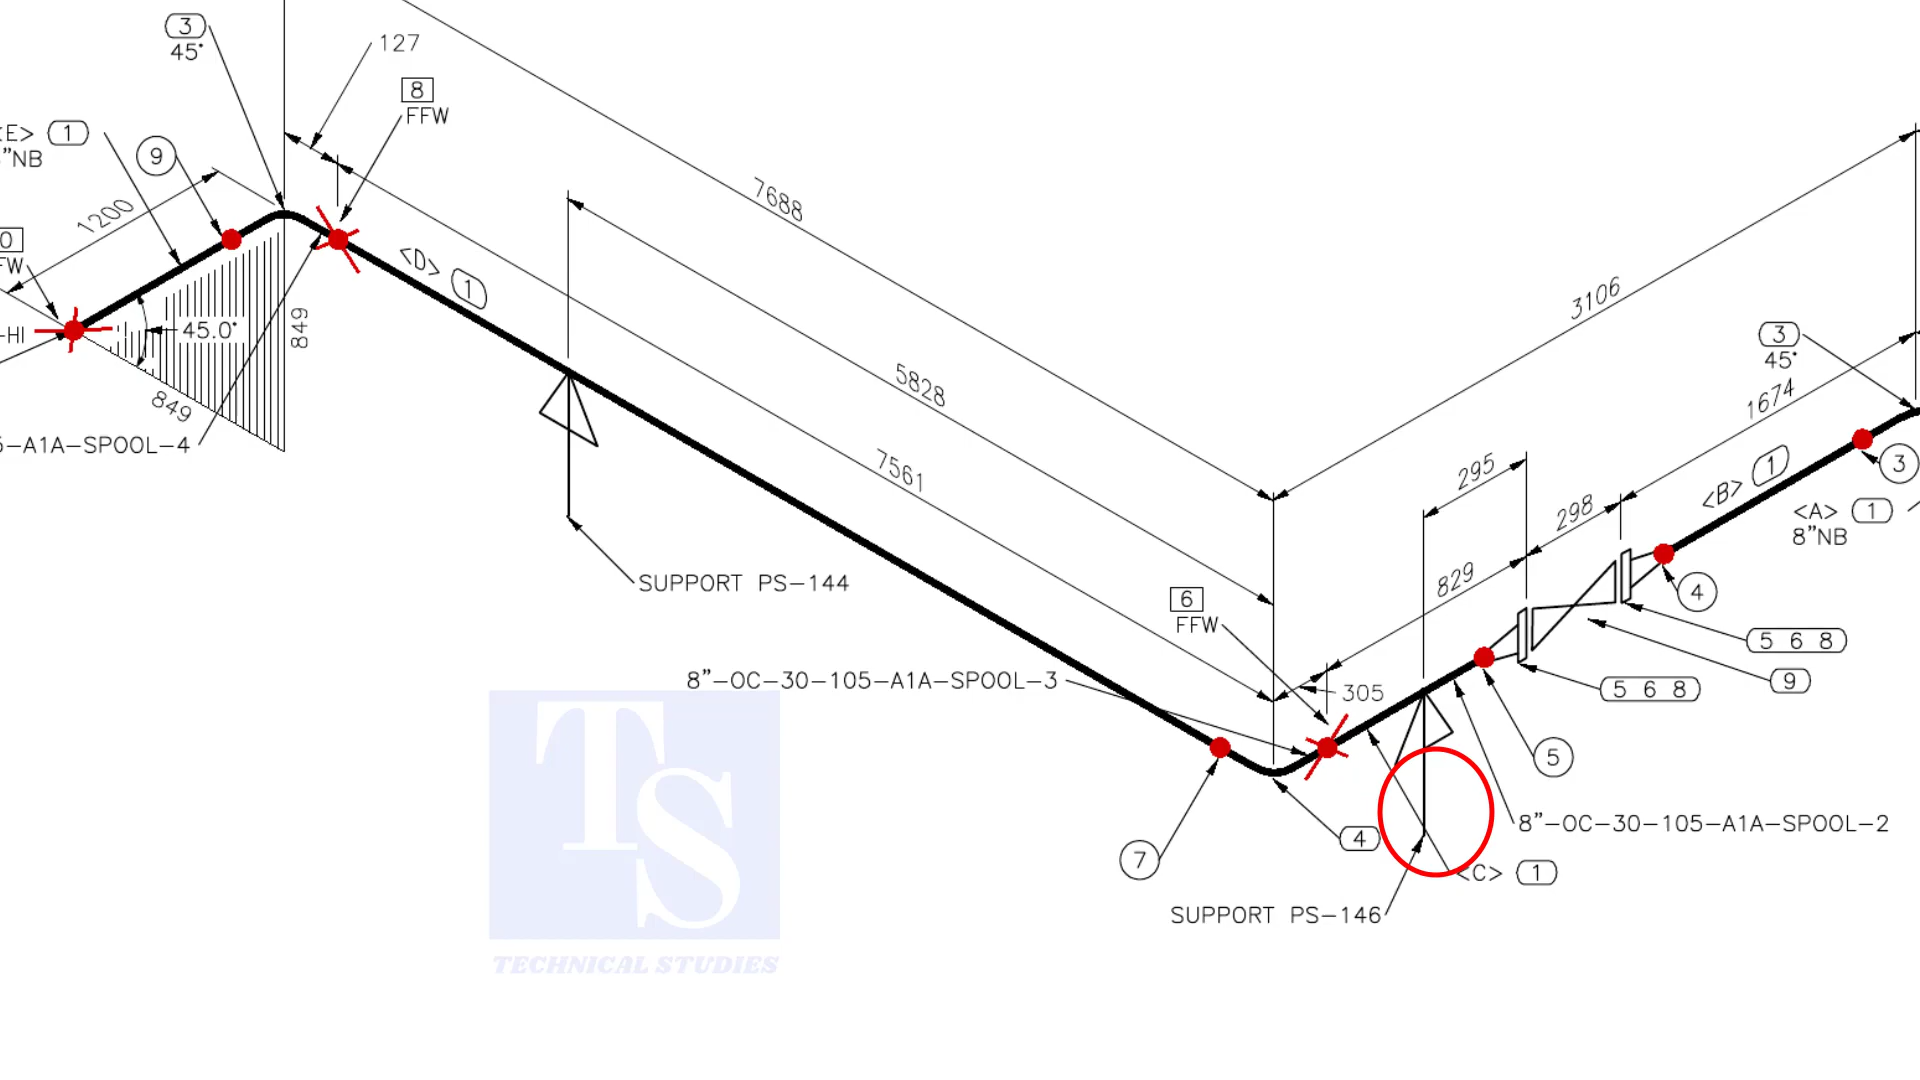 3
45°
127
8
FFW
<E> 1
"NB
9
1200
0
FW
-HI
45.0°
849
849
5-A1A-SPOOL-4
<D> 1
7688
5828
7561
SUPPORT PS-144
3106
3
45°
1674
295
298
829
<B> 1
3
<A> 1
8"NB
4
6
FFW
5 6 8
9
5 6 8
8"-OC-30-105-A1A-SPOOL-3
305
5
7
4
8"-OC-30-105-A1A-SPOOL-2
<C> 1
SUPPORT PS-146
TS
TECHNICAL STUDIES